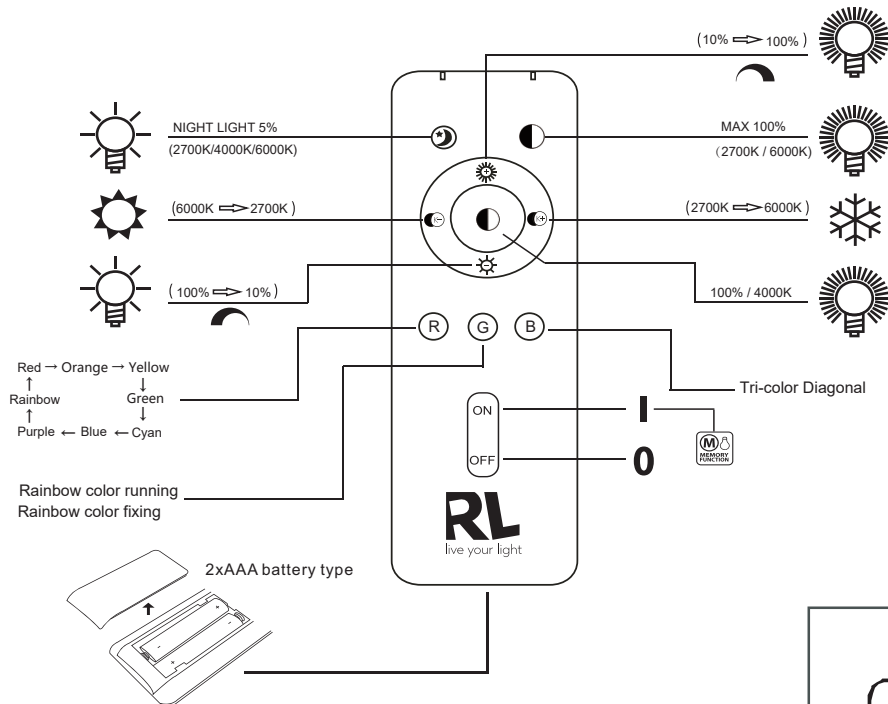 (10% ⇨ 100% )
NIGHT LIGHT 5%
(2700K/4000K/6000K)
MAX 100%
(2700K / 6000K)
(6000K ⇨ 2700K )
K-
K+
(2700K ⇨ 6000K )
( 100% ⇨ 10% )
100% / 4000K
R G B
Red → Orange → Yellow
Rainbow Green
Purple ← Blue ← Cyan
Tri-color Diagonal
ON
I
OFF
0
M
MEMORY
FUNCTION
Rainbow color running
Rainbow color fixing
RL
live your light
2xAAA battery type